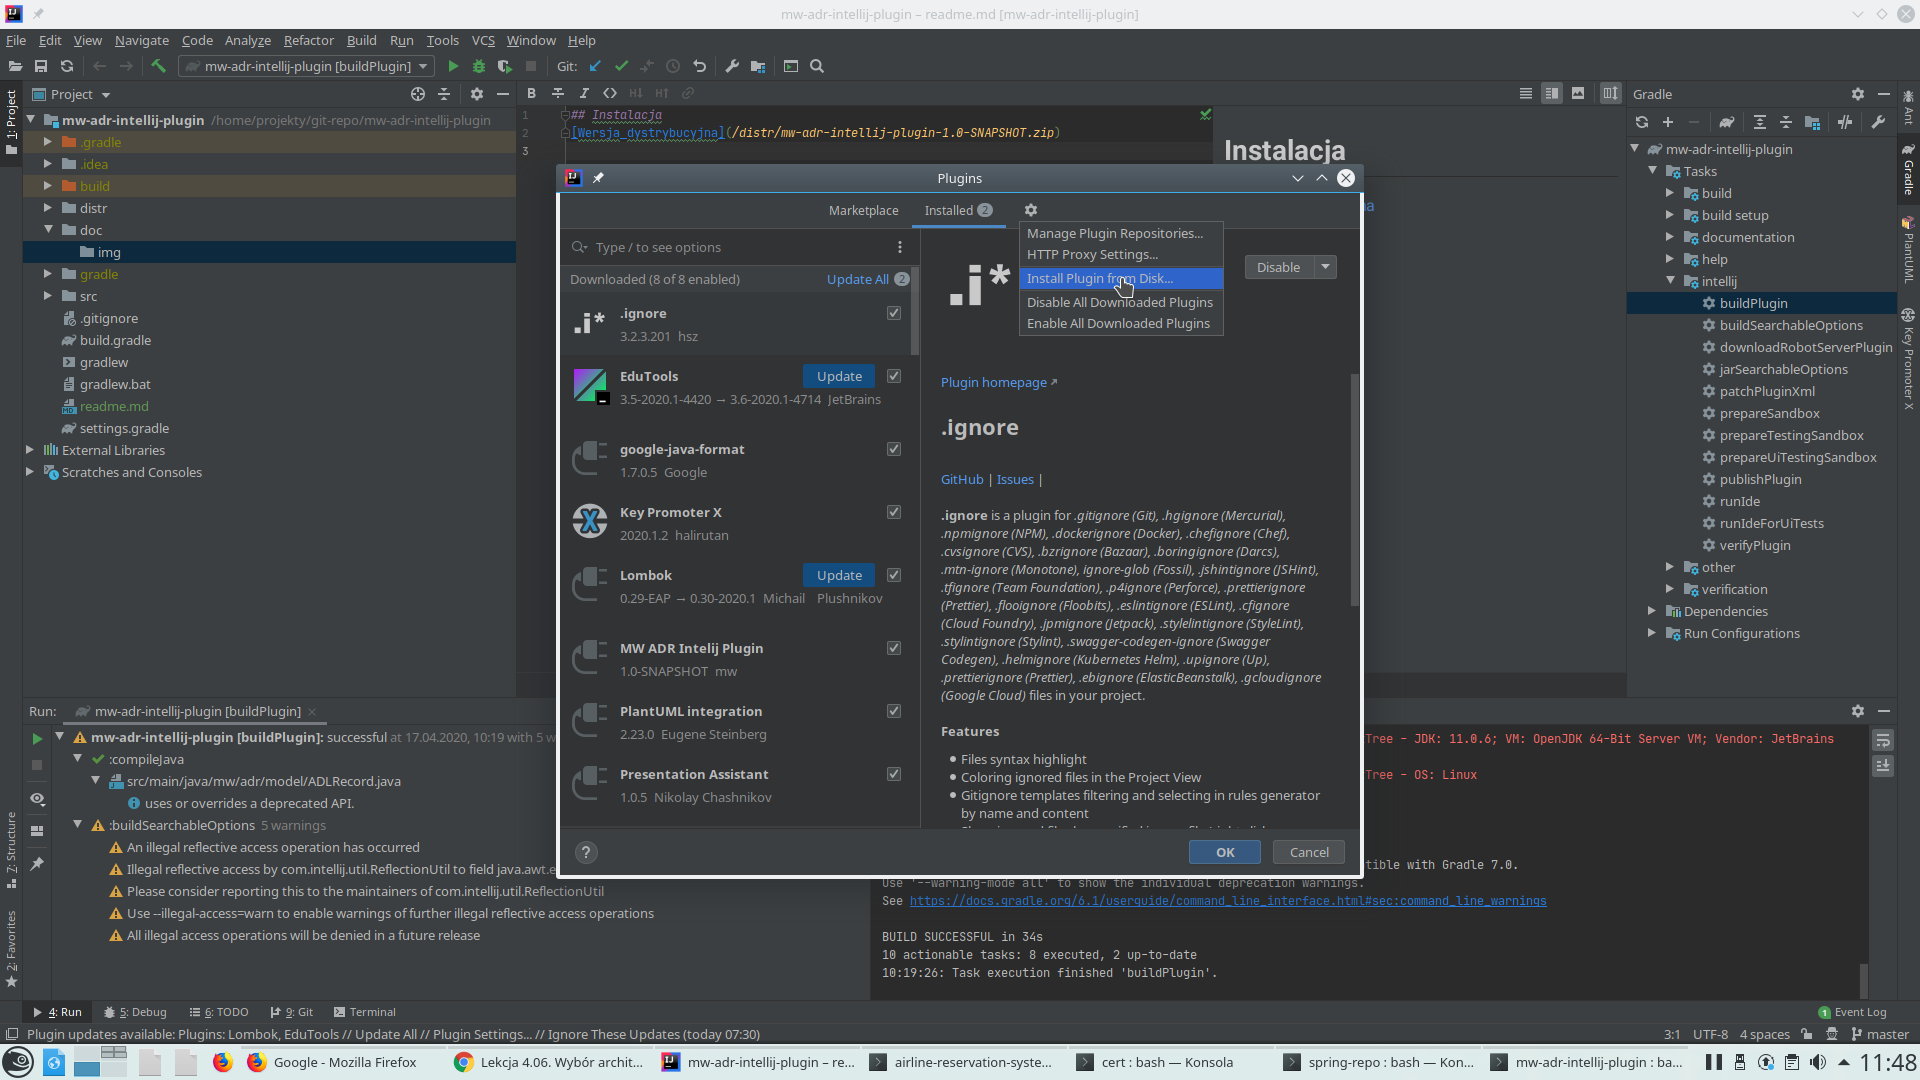 mw-adr-intellij-plugin – readme.md [mw-adr-intellij-plugin]
File Edit View Navigate Code Analyze Refactor Build Run Tools VCS Window Help
mw-adr-intellij-plugin [buildPlugin]
Git:
1: Project
Project
mw-adr-intellij-plugin /home/projekty/git-repo/mw-adr-intellij-plugin
.gradle
.idea
build
distr
doc
img
gradle
src
.gitignore
build.gradle
gradlew
gradlew.bat
readme.md
settings.gradle
External Libraries
Scratches and Consoles
B I <>
H↓ H↑
1 ## Instalacja
2 [Wersja_dystrybucyjna](/distr/mw-adr-intellij-plugin-1.0-SNAPSHOT.zip)
3
Instalacja
Plugins
Marketplace
Installed 2
Type / to see options
Downloaded (8 of 8 enabled)
Update All 2
.i* .ignore
3.2.3.201 hsz
EduTools
Update
3.5-2020.1-4420 → 3.6-2020.1-4714 JetBrains
google-java-format
1.7.0.5 Google
Key Promoter X
2020.1.2 halirutan
Lombok
Update
0.29-EAP → 0.30-2020.1 Michail Plushnikov
MW ADR Intelij Plugin
1.0-SNAPSHOT mw
PlantUML integration
2.23.0 Eugene Steinberg
Presentation Assistant
1.0.5 Nikolay Chashnikov
Manage Plugin Repositories...
HTTP Proxy Settings...
Install Plugin from Disk...
Disable All Downloaded Plugins
Enable All Downloaded Plugins
.i*
Disable
Plugin homepage ↗
.ignore
GitHub | Issues |
.ignore is a plugin for .gitignore (Git), .hgignore (Mercurial),
.npmignore (NPM), .dockerignore (Docker), .chefignore (Chef),
.cvsignore (CVS), .bzrignore (Bazaar), .boringignore (Darcs),
.mtn-ignore (Monotone), ignore-glob (Fossil), .jshintignore (JSHint),
.tfignore (Team Foundation), .p4ignore (Perforce), .prettierignore
(Prettier), .flooignore (Floobits), .eslintignore (ESLint), .cfignore
(Cloud Foundry), .jpmignore (Jetpack), .stylelintignore (StyleLint),
.stylintignore (Stylint), .swagger-codegen-ignore (Swagger
Codegen), .helmignore (Kubernetes Helm), .upignore (Up),
.prettierignore (Prettier), .ebignore (ElasticBeanstalk), .gcloudignore
(Google Cloud) files in your project.
Features
• Files syntax highlight
• Coloring ignored files in the Project View
• Gitignore templates filtering and selecting in rules generator
by name and content
?
OK
Cancel
Gradle
mw-adr-intellij-plugin
Tasks
build
build setup
documentation
help
intellij
buildPlugin
buildSearchableOptions
downloadRobotServerPlugin
jarSearchableOptions
patchPluginXml
prepareSandbox
prepareTestingSandbox
prepareUiTestingSandbox
publishPlugin
runIde
runIdeForUiTests
verifyPlugin
other
verification
Dependencies
Run Configurations
Ant
Gradle
PlantUML
Key Promoter X
7: Structure
2: Favorites
Run: mw-adr-intellij-plugin [buildPlugin]
mw-adr-intellij-plugin [buildPlugin]: successful at 17.04.2020, 10:19 with 5 w
:compileJava
src/main/java/mw/adr/model/ADLRecord.java
uses or overrides a deprecated API.
:buildSearchableOptions 5 warnings
An illegal reflective access operation has occurred
Illegal reflective access by com.intellij.util.ReflectionUtil to field java.awt.e
Please consider reporting this to the maintainers of com.intellij.util.ReflectionUtil
Use --illegal-access=warn to enable warnings of further illegal reflective access operations
All illegal access operations will be denied in a future release
Tree - JDK: 11.0.6; VM: OpenJDK 64-Bit Server VM; Vendor: JetBrains
Tree - OS: Linux
tible with Gradle 7.0.
Use '--warning-mode all' to show the individual deprecation warnings.
See https://docs.gradle.org/6.1/userguide/command_line_interface.html#sec:command_line_warnings
BUILD SUCCESSFUL in 34s
10 actionable tasks: 8 executed, 2 up-to-date
10:19:26: Task execution finished 'buildPlugin'.
4: Run 5: Debug 6: TODO 9: Git Terminal 1 Event Log
Plugin updates available: Plugins: Lombok, EduTools // Update All // Plugin Settings... // Ignore These Updates (today 07:30) 3:1 UTF-8 4 spaces master
Google - Mozilla Firefox Lekcja 4.06. Wybór archit... mw-adr-intellij-plugin – re... airline-reservation-syste... cert : bash — Konsola spring-repo : bash — Kon... mw-adr-intellij-plugin : ba... 11:48